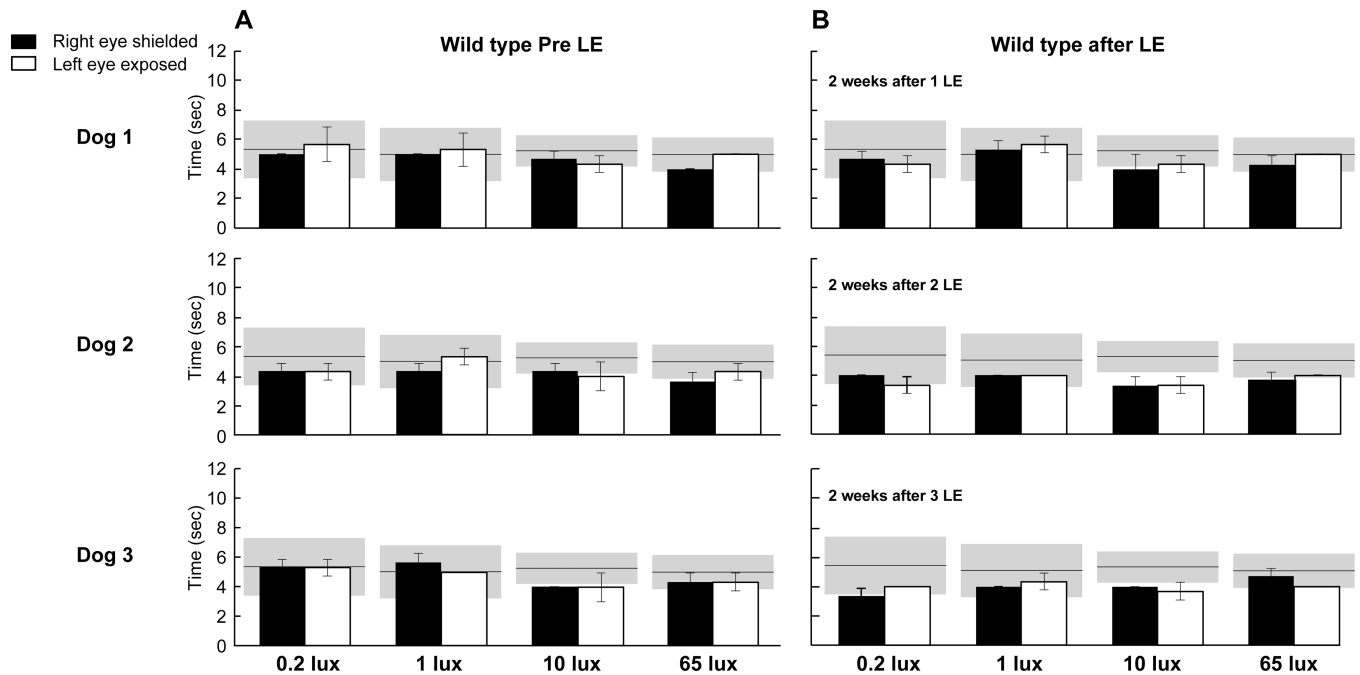 A
B
Right eye shielded
Left eye exposed
Wild type Pre LE
Wild type after LE
Dog 1
Time (sec)
12
10
8
6
4
2
0
2 weeks after 1 LE
Dog 2
Time (sec)
12
10
8
6
4
2
0
2 weeks after 2 LE
Dog 3
Time (sec)
12
10
8
6
4
2
0
2 weeks after 3 LE
0.2 lux
1 lux
10 lux
65 lux
0.2 lux
1 lux
10 lux
65 lux